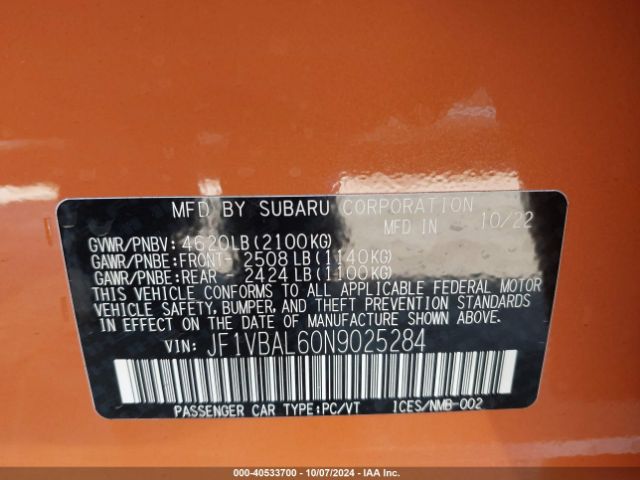 MFD BY SUBARU CORPORATION
MFD IN 10/22
GVWR/PNBV: 4620LB(2100KG)
GAWR/PNBE:FRONT- 2508 LB(1140KG)
GAWR/PNBE:REAR 2424 LB(1100KG)
THIS VEHICLE CONFORMS TO ALL APPLICABLE FEDERAL MOTOR
VEHICLE SAFETY, BUMPER, AND THEFT PREVENTION STANDARDS
IN EFFECT ON THE DATE OF MANUFACTURE SHOWN ABOVE.
VIN: JF1VBAL60N9025284
PASSENGER CAR TYPE:PC/VT ICES/NMB-002
000-40533700 - 10/07/2024 - IAA Inc.